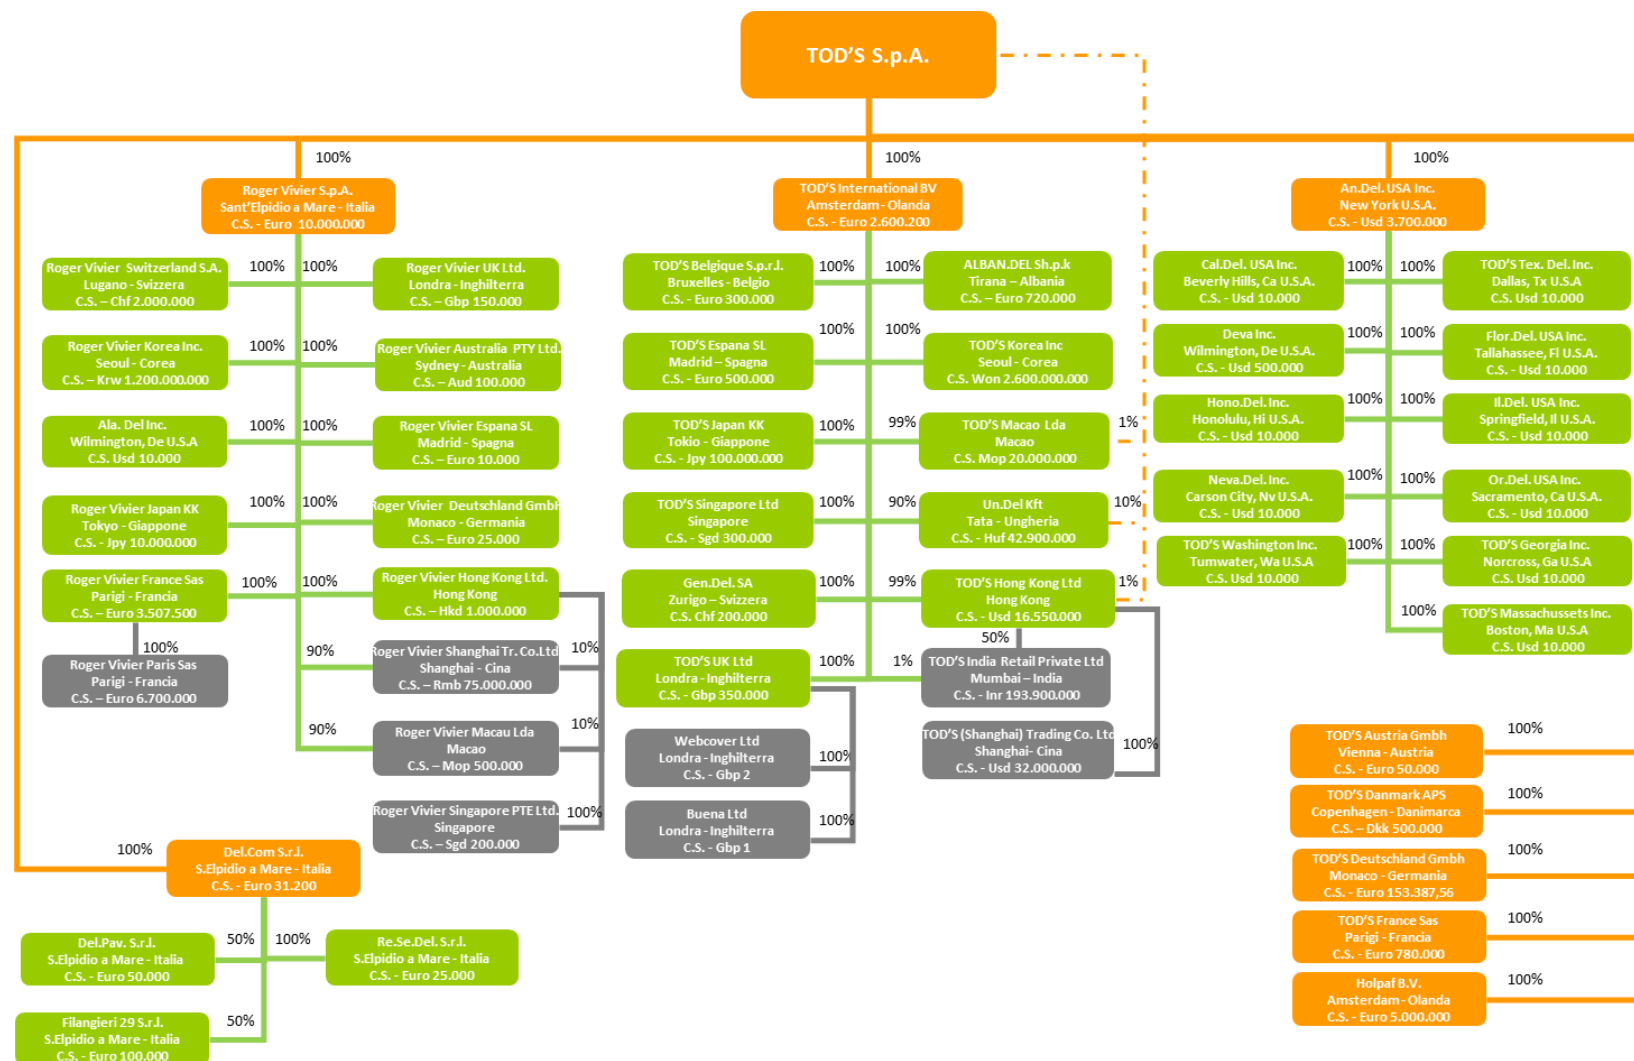 TOD'S S.p.A.
100%
100%
100%
Roger Vivier S.p.A.
Sant'Elpidio a Mare - Italia
C.S. - Euro 10.000.000
TOD'S International BV
Amsterdam - Olanda
C.S. - Euro 2.600.200
An.Del. USA Inc.
New York U.S.A.
C.S. - Usd 3.700.000
Roger Vivier Switzerland S.A.
Lugano - Svizzera
C.S. – Chf 2.000.000
100%
100%
Roger Vivier UK Ltd.
Londra - Inghilterra
C.S. – Gbp 150.000
Roger Vivier Korea Inc.
Seoul - Corea
C.S. – Krw 1.200.000.000
100%
100%
Roger Vivier Australia PTY Ltd.
Sydney - Australia
C.S. – Aud 100.000
Ala. Del Inc.
Wilmington, De U.S.A
C.S. Usd 10.000
100%
100%
Roger Vivier Espana SL
Madrid - Spagna
C.S. – Euro 10.000
Roger Vivier Japan KK
Tokyo - Giappone
C.S. - Jpy 10.000.000
100%
100%
Roger Vivier Deutschland GmbH
Monaco - Germania
C.S. - Euro 25.000
Roger Vivier France Sas
Parigi - Francia
C.S. – Euro 3.507.500
100%
100%
Roger Vivier Hong Kong Ltd.
Hong Kong
C.S. – Hkd 1.000.000
100%
Roger Vivier Paris Sas
Parigi - Francia
C.S. – Euro 6.700.000
90%
Roger Vivier Shanghai Tr. Co.Ltd
Shanghai - Cina
C.S. – Rmb 75.000.000
10%
90%
Roger Vivier Macau Lda
Macao
C.S. – Mop 500.000
10%
Roger Vivier Singapore PTE Ltd.
Singapore
C.S. – Sgd 200.000
100%
TOD'S Belgique S.p.r.l.
Bruxelles - Belgio
C.S. - Euro 300.000
100%
100%
ALBAN.DEL Sh.p.k
Tirana – Albania
C.S. – Euro 720.000
TOD'S Espana SL
Madrid – Spagna
C.S. – Euro 500.000
100%
100%
TOD'S Korea Inc
Seoul - Corea
C.S. Won 2.600.000.000
TOD'S Japan KK
Tokio - Giappone
C.S. - Jpy 100.000.000
100%
99%
TOD'S Macao Lda
Macao
C.S. Mop 20.000.000
1%
TOD'S Singapore Ltd
Singapore
C.S. - Sgd 300.000
100%
90%
Un.Del Kft
Tata - Ungheria
C.S. - Huf 42.900.000
10%
Gen.Del. SA
Zurigo – Svizzera
C.S. Chf 200.000
100%
99%
TOD'S Hong Kong Ltd
Hong Kong
C.S. – Usd 16.550.000
1%
50%
TOD'S UK Ltd
Londra - Inghilterra
C.S. - Gbp 350.000
100%
1%
TOD'S India Retail Private Ltd
Mumbai – India
C.S. - Inr 193.900.000
Webcover Ltd
Londra - Inghilterra
C.S. - Gbp 2
100%
TOD'S (Shanghai) Trading Co. Ltd
Shanghai- Cina
C.S. - Usd 32.000.000
100%
Buena Ltd
Londra - Inghilterra
C.S. - Gbp 1
100%
Cal.Del. USA Inc.
Beverly Hills, Ca U.S.A.
C.S. - Usd 10.000
100%
100%
TOD'S Tex. Del. Inc.
Dallas, Tx U.S.A
C.S. Usd 10.000
Deva Inc.
Wilmington, De U.S.A.
C.S. - Usd 500.000
100%
100%
Flor.Del. USA Inc.
Tallahassee, Fl U.S.A.
C.S. - Usd 10.000
Hono.Del. Inc.
Honolulu, Hi U.S.A.
C.S. - Usd 10.000
100%
100%
Il.Del. USA Inc.
Springfield, Il U.S.A.
C.S. - Usd 10.000
Neva.Del. Inc.
Carson City, Nv U.S.A.
C.S. - Usd 10.000
100%
100%
Or.Del. USA Inc.
Sacramento, Ca U.S.A.
C.S. - Usd 10.000
TOD'S Washington Inc.
Tumwater, Wa U.S.A
C.S. Usd 10.000
100%
100%
TOD'S Georgia Inc.
Norcross, Ga U.S.A
C.S. Usd 10.000
100%
TOD'S Massachussets Inc.
Boston, Ma U.S.A
C.S. Usd 10.000
TOD'S Austria Gmbh
Vienna - Austria
C.S. - Euro 50.000
100%
TOD'S Danmark APS
Copenhagen - Danimarca
C.S. – Dkk 500.000
100%
TOD'S Deutschland Gmbh
Monaco - Germania
C.S. - Euro 153.387,56
100%
TOD'S France Sas
Parigi - Francia
C.S. - Euro 780.000
100%
Holpaf B.V.
Amsterdam - Olanda
C.S. - Euro 5.000.000
100%
100%
Del.Com S.r.l.
S.Elpidio a Mare - Italia
C.S. - Euro 31.200
Del.Pav. S.r.l.
S.Elpidio a Mare - Italia
C.S. - Euro 50.000
50%
100%
Re.Se.Del. S.r.l.
S.Elpidio a Mare - Italia
C.S. - Euro 25.000
Filangieri 29 S.r.l.
S.Elpidio a Mare - Italia
C.S. - Euro 100.000
50%